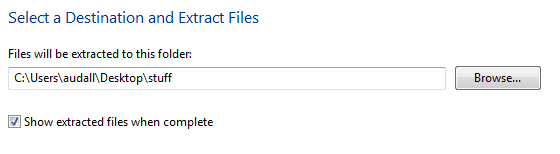 Select a Destination and Extract Files
Files will be extracted to this folder:
C:\Users\audall\Desktop\stuff
Browse...
Show extracted files when complete